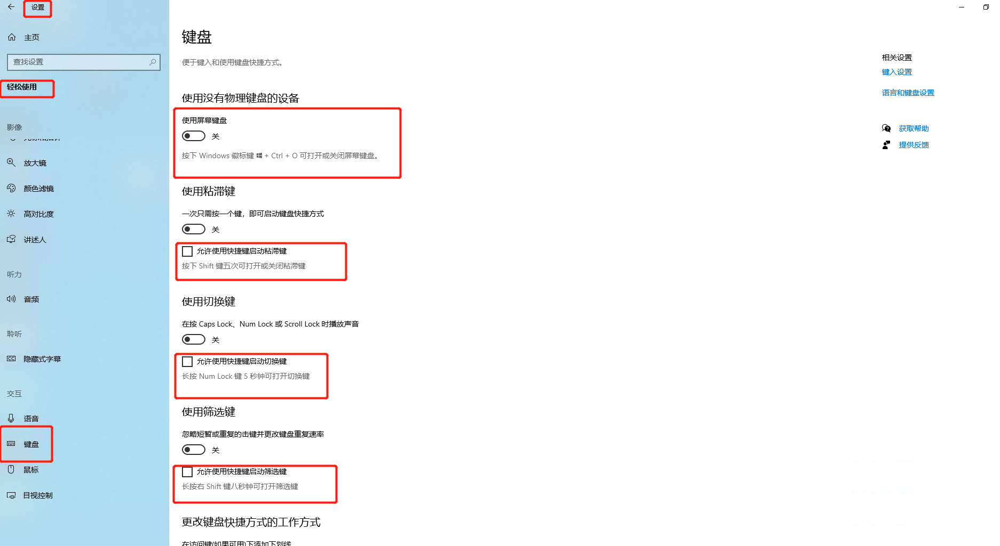 设置
主页
查找设置
轻松使用
影像
放大镜
颜色滤镜
高对比度
讲述人
听力
音频
聆听
隐藏式字幕
交互
语音
键盘
鼠标
目视控制
键盘
便于键入和使用键盘快捷方式。
使用没有物理键盘的设备
使用屏幕键盘
关
按下 Windows 徽标键 + Ctrl + O 可打开或关闭屏幕键盘。
使用粘滞键
一次只需按一个键，即可启动键盘快捷方式
关
允许使用快捷键启动粘滞键
按下 Shift 键五次可打开或关闭粘滞键
使用切换键
在按 Caps Lock、Num Lock 或 Scroll Lock 时播放声音
关
允许使用快捷键启动切换键
长按 Num Lock 键 5 秒钟可打开切换键
使用筛选键
忽略短暂或重复的击键并更改键盘重复速率
关
允许使用快捷键启动筛选键
长按右 Shift 键八秒钟可打开筛选键
更改键盘快捷方式的工作方式
在访问键(如果可用)下添加下划线
相关设置
键入设置
语言和键盘设置
获取帮助
提供反馈